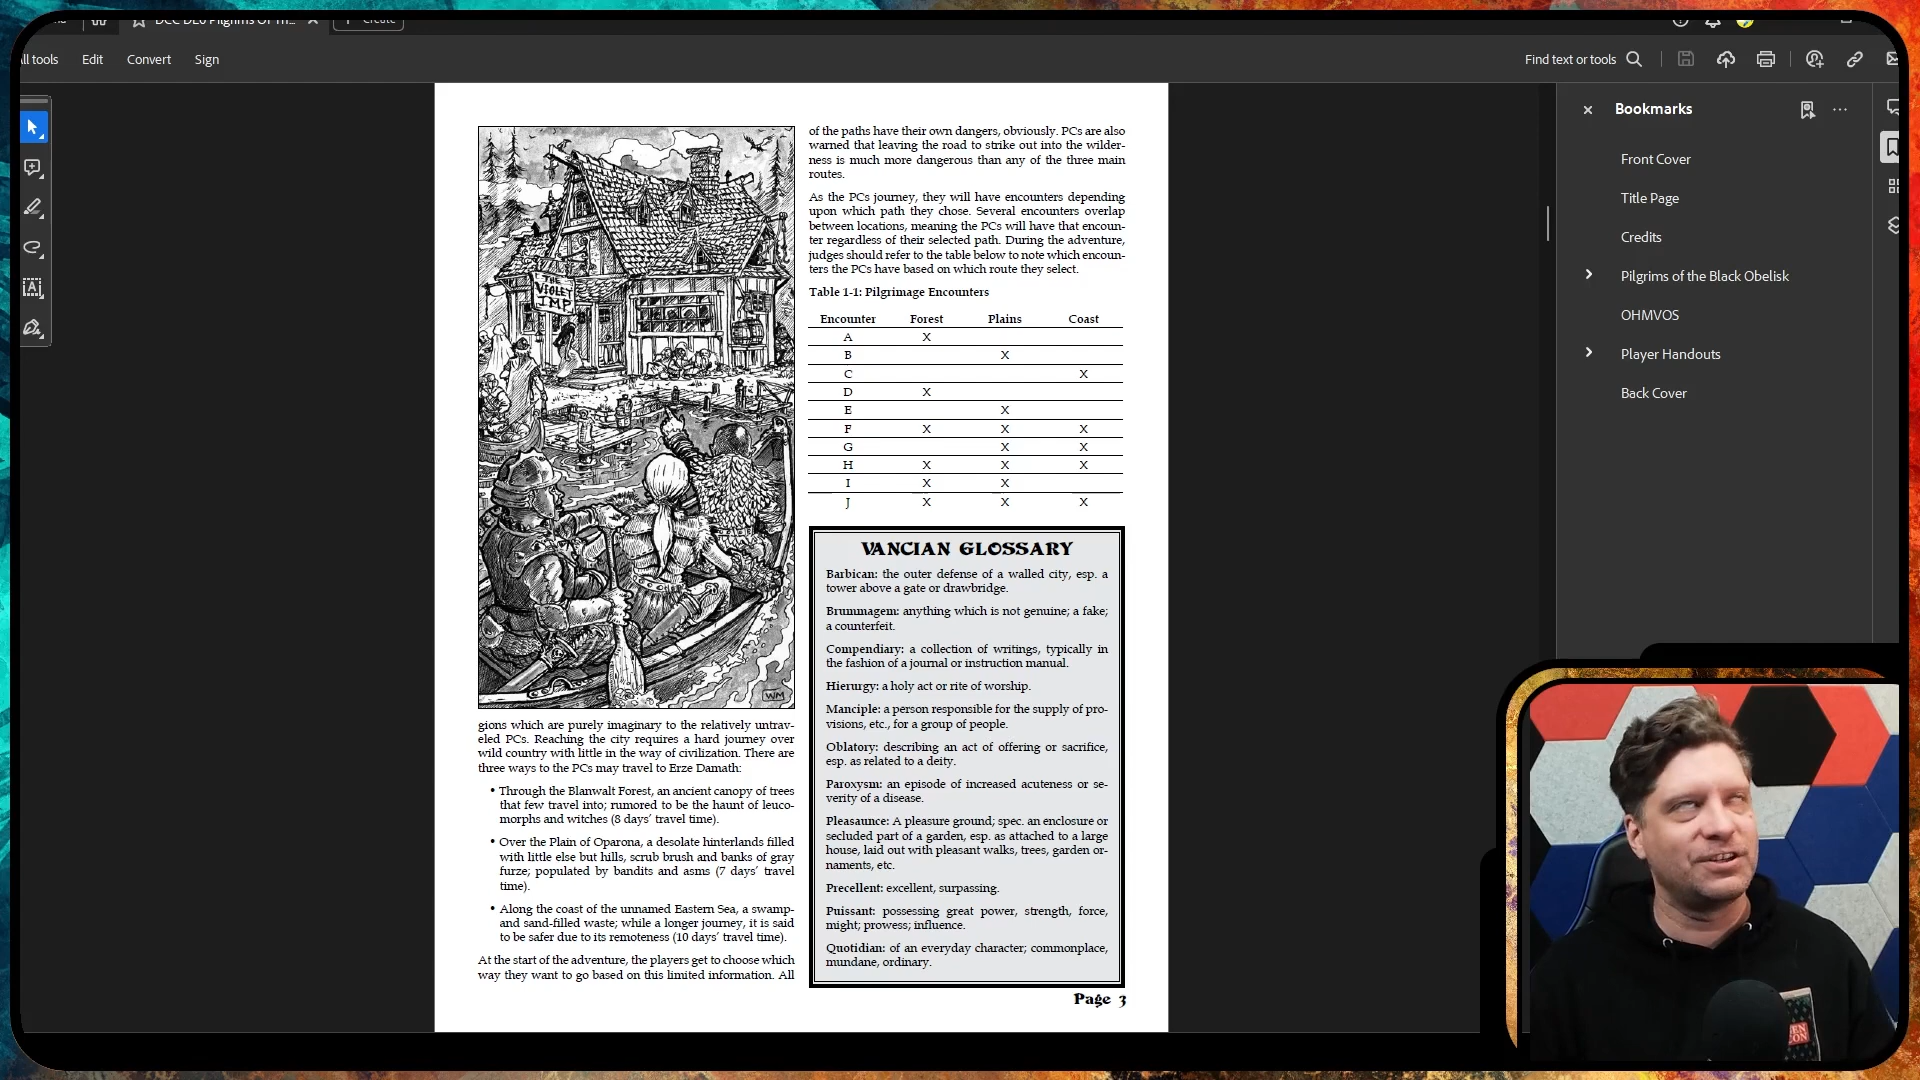 DCC DE6 Pilgrims Of Th...
Create
All tools
Edit
Convert
Sign
Find text or tools
THE
VIOLET
IMP
WM
gions which are purely imaginary to the relatively untrav-
eled PCs. Reaching the city requires a hard journey over
wild country with little in the way of civilization. There are
three ways to the PCs may travel to Erze Damath:
• Through the Blanwalt Forest, an ancient canopy of trees
that few travel into; rumored to be the haunt of leuco-
morphs and witches (8 days' travel time).
• Over the Plain of Oparona, a desolate hinterlands filled
with little else but hills, scrub brush and banks of gray
furze; populated by bandits and asms (7 days' travel
time).
• Along the coast of the unnamed Eastern Sea, a swamp-
and sand-filled waste; while a longer journey, it is said
to be safer due to its remoteness (10 days' travel time).
At the start of the adventure, the players get to choose which
way they want to go based on this limited information. All
of the paths have their own dangers, obviously. PCs are also
warned that leaving the road to strike out into the wilder-
ness is much more dangerous than any of the three main
routes.
As the PCs journey, they will have encounters depending
upon which path they chose. Several encounters overlap
between locations, meaning the PCs will have that encoun-
ter regardless of their selected path. During the adventure,
judges should refer to the table below to note which encoun-
ters the PCs have based on which route they select.
Table 1-1: Pilgrimage Encounters
Encounter Forest Plains Coast
A X
B X
C X
D X
E X
F X X X
G X X
H X X X
I X X
J X X X
VANCIAN GLOSSARY
Barbican: the outer defense of a walled city, esp. a
tower above a gate or drawbridge.
Brummagem: anything which is not genuine; a fake;
a counterfeit.
Compendiary: a collection of writings, typically in
the fashion of a journal or instruction manual.
Hierurgy: a holy act or rite of worship.
Manciple: a person responsible for the supply of pro-
visions, etc., for a group of people.
Oblatory: describing an act of offering or sacrifice,
esp. as related to a deity.
Paroxysm: an episode of increased acuteness or se-
verity of a disease.
Pleasaunce: A pleasure ground; spec. an enclosure or
secluded part of a garden, esp. as attached to a large
house, laid out with pleasant walks, trees, garden or-
naments, etc.
Precellent: excellent, surpassing.
Puissant: possessing great power, strength, force,
might; prowess; influence.
Quotidian: of an everyday character; commonplace,
mundane, ordinary.
Page 3
Bookmarks
Front Cover
Title Page
Credits
Pilgrims of the Black Obelisk
OHMVOS
Player Handouts
Back Cover